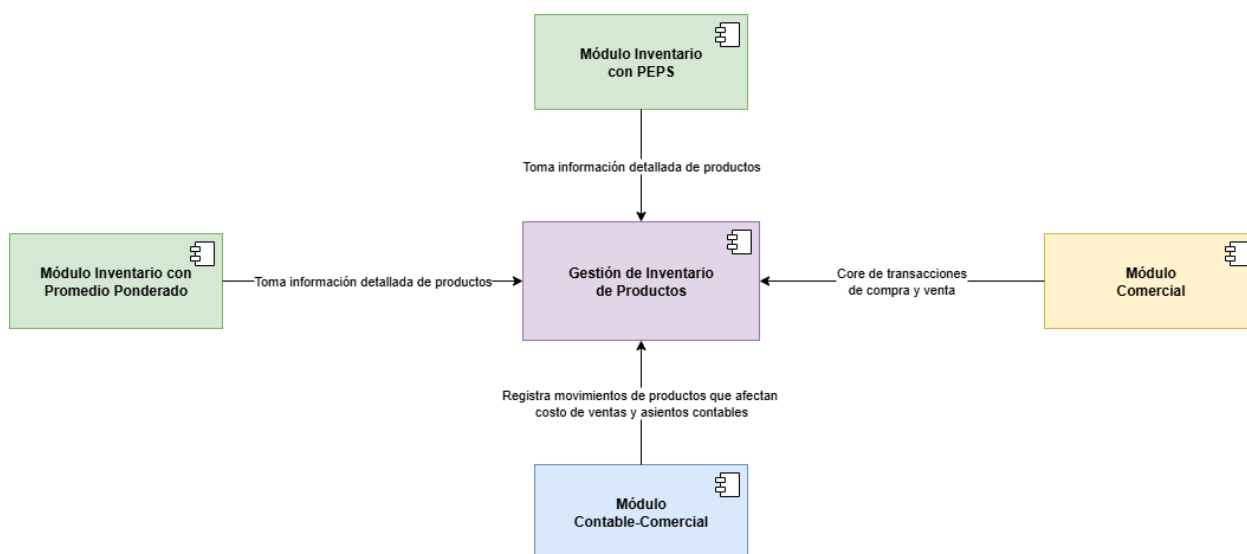 Módulo Inventario
con PEPS
Toma información detallada de productos
Módulo Inventario con
Promedio Ponderado
Toma información detallada de productos
Gestión de Inventario
de Productos
Core de transacciones
de compra y venta
Módulo
Comercial
Registra movimientos de productos que afectan
costo de ventas y asientos contables
Módulo
Contable-Comercial